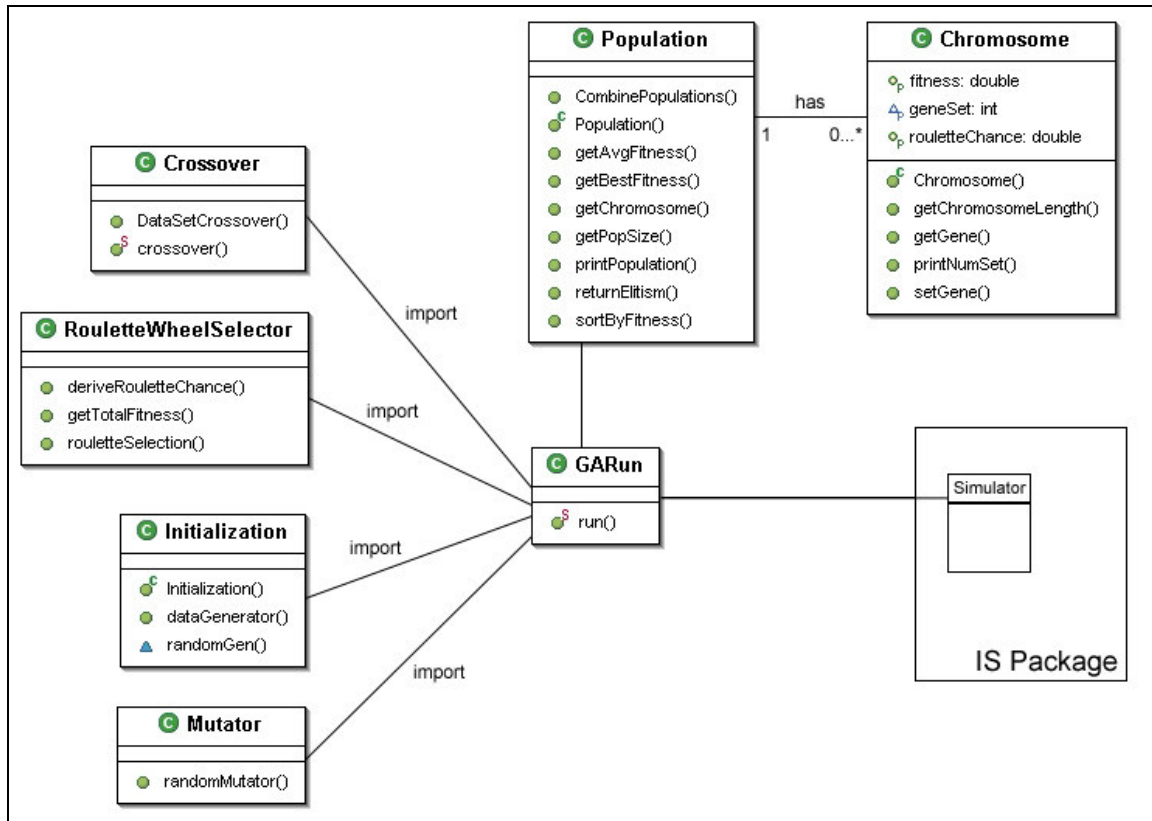 C Population
CombinePopulations()
C Population()
getAvgFitness()
getBestFitness()
getChromosome()
getPopSize()
printPopulation()
returnElitism()
sortByFitness()
has
1
0...*
C Chromosome
P fitness: double
P geneSet: int
P rouletteChance: double
C Chromosome()
getChromosomeLength()
getGene()
printNumSet()
setGene()
C Crossover
DataSetCrossover()
S crossover()
import
C RouletteWheelSelector
deriveRouletteChance()
getTotalFitness()
rouletteSelection()
import
C GARun
S run()
Simulator
IS Package
C Initialization
C Initialization()
dataGenerator()
randomGen()
import
C Mutator
randomMutator()
import